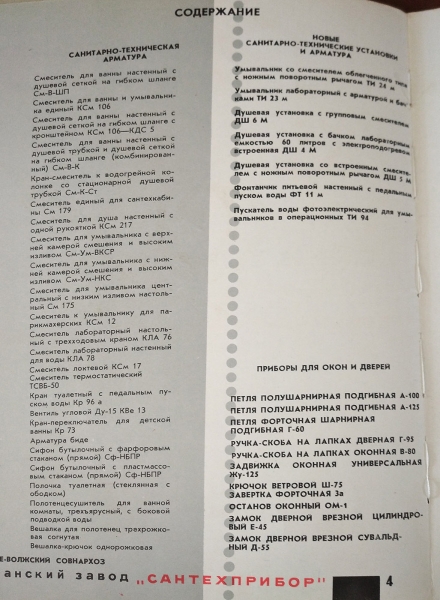 СОДЕРЖАНИЕ
САНИТАРНО-ТЕХНИЧЕСКАЯ
АРМАТУРА
Смеситель для ванны настенный с
душевой сеткой на гибком шланге
См-В-ШП
Смеситель для ванны и умывальни-
ка единый КСм 106
Смеситель для ванны настенный с
душевой сеткой на гибком шланге с
кронштейном КСм 106—КДС 5
Смеситель для ванны настенный с
душевой трубкой и душевой сеткой
на гибком шланге (комбинирован-
ный) См-В-К
Кран-смеситель к водогрейной ко-
лонке со стационарной душевой
трубкой См-К-Ст
Смеситель единый для сантехкаби-
ны См 179
Смеситель для душа настенный с
одной рукояткой КСм 217
Смеситель для умывальника с верх-
ней камерой смешения и высоким
изливом См-Ум-ВКСР
Смеситель для умывальника с ниж-
ней камерой смешения и высоким
изливом См-Ум-НКС
Смеситель для умывальника цент-
ральный с низким изливом настоль-
ный См 175
Смеситель к умывальнику для па-
рикмахерских КСм 12
Смеситель лабораторный настоль-
ный с трехходовым краном КЛА 76
Смеситель лабораторный настенный
для воды КЛА 78
Смеситель локтевой КСм 17
Смеситель термостатический
ТСВБ-50
Кран туалетный с педальным пу-
ском воды Кр 96 а
Вентиль угловой Ду-15 КВе 13
Кран-переключатель для детской
ванны Кр 73
Арматура биде
Сифон бутылочный с фарфоровым
стаканом (прямой) Сф-НБПР
Сифон бутылочный с пластмассо-
вым стаканом (прямой) Сф-НБПР
Полочка туалетная (стеклянная с
ободком)
Полотенцесушитель для ванной
комнаты, трехъярусный, с боковой
подводкой воды
Вешалка для полотенец трехрожко-
вая согнутая
Вешалка-крючок однорожковая
НОВЫЕ
САНИТАРНО-ТЕХНИЧЕСКИЕ УСТАНОВКИ
И АРМАТУРА
Умывальник со смесителем облегченного типа
с ножным поворотным рычагом ТИ 24 м
Умывальник лабораторный с арматурой и бач-
ками ТИ 23 м
Душевая установка с групповым смесителем
ДШ 6 М
Душевая установка с бачком лабораторным
емкостью 60 литров с электроподогревом
встроенная ДШ 4 М
Душевая установка со встроенным смесите-
лем с ножным поворотным рычагом ДШ 5 М
Фонтанчик питьевой настенный с педальным
пуском воды ФТ 11 м
Пускатель воды фотоэлектрический для умы-
вальников в операционных ТИ 94
ПРИБОРЫ ДЛЯ ОКОН И ДВЕРЕЙ
ПЕТЛЯ ПОЛУШАРНИРНАЯ ПОДГИБНАЯ А-100
ПЕТЛЯ ПОЛУШАРНИРНАЯ ПОДГИБНАЯ А-125
ПЕТЛЯ ФОРТОЧНАЯ ШАРНИРНАЯ
ПОДГИБНАЯ Г-60
РУЧКА-СКОБА НА ЛАПКАХ ДВЕРНАЯ Г-95
РУЧКА-СКОБА НА ЛАПКАХ ОКОННАЯ В-80
ЗАДВИЖКА ОКОННАЯ УНИВЕРСАЛЬНАЯ
Жу-125
КРЮЧОК ВЕТРОВОЙ Ш-75
ЗАВЕРТКА ФОРТОЧНАЯ 3а
ОСТАНОВ ОКОННЫЙ ОМ-1
ЗАМОК ДВЕРНОЙ ВРЕЗНОЙ ЦИЛИНДРО-
ВЫЙ Е-45
ЗАМОК ДВЕРНОЙ ВРЕЗНОЙ СУВАЛЬД-
НЫЙ Д-55
Е-ВОЛЖСКИЙ СОВНАРХОЗ
анский завод „САНТЕХПРИБОР"
4